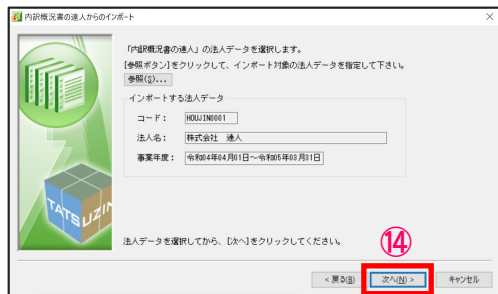 内訳概況書の達人からのインポート
「内訳概況書の達人」の法人データを選択します。
[参照ボタン]をクリックして、インポート対象の法人データを指定して下さい。
参照(S)...
インポートする法人データ
コード： HOUJIN0001
法人名： 株式会社　達人
事業年度： 令和04年04月01日～令和05年03月31日
TATSUZIN
法人データを選択してから、[次へ]をクリックしてください。
⑭
< 戻る(B) 次へ(N) > キャンセル